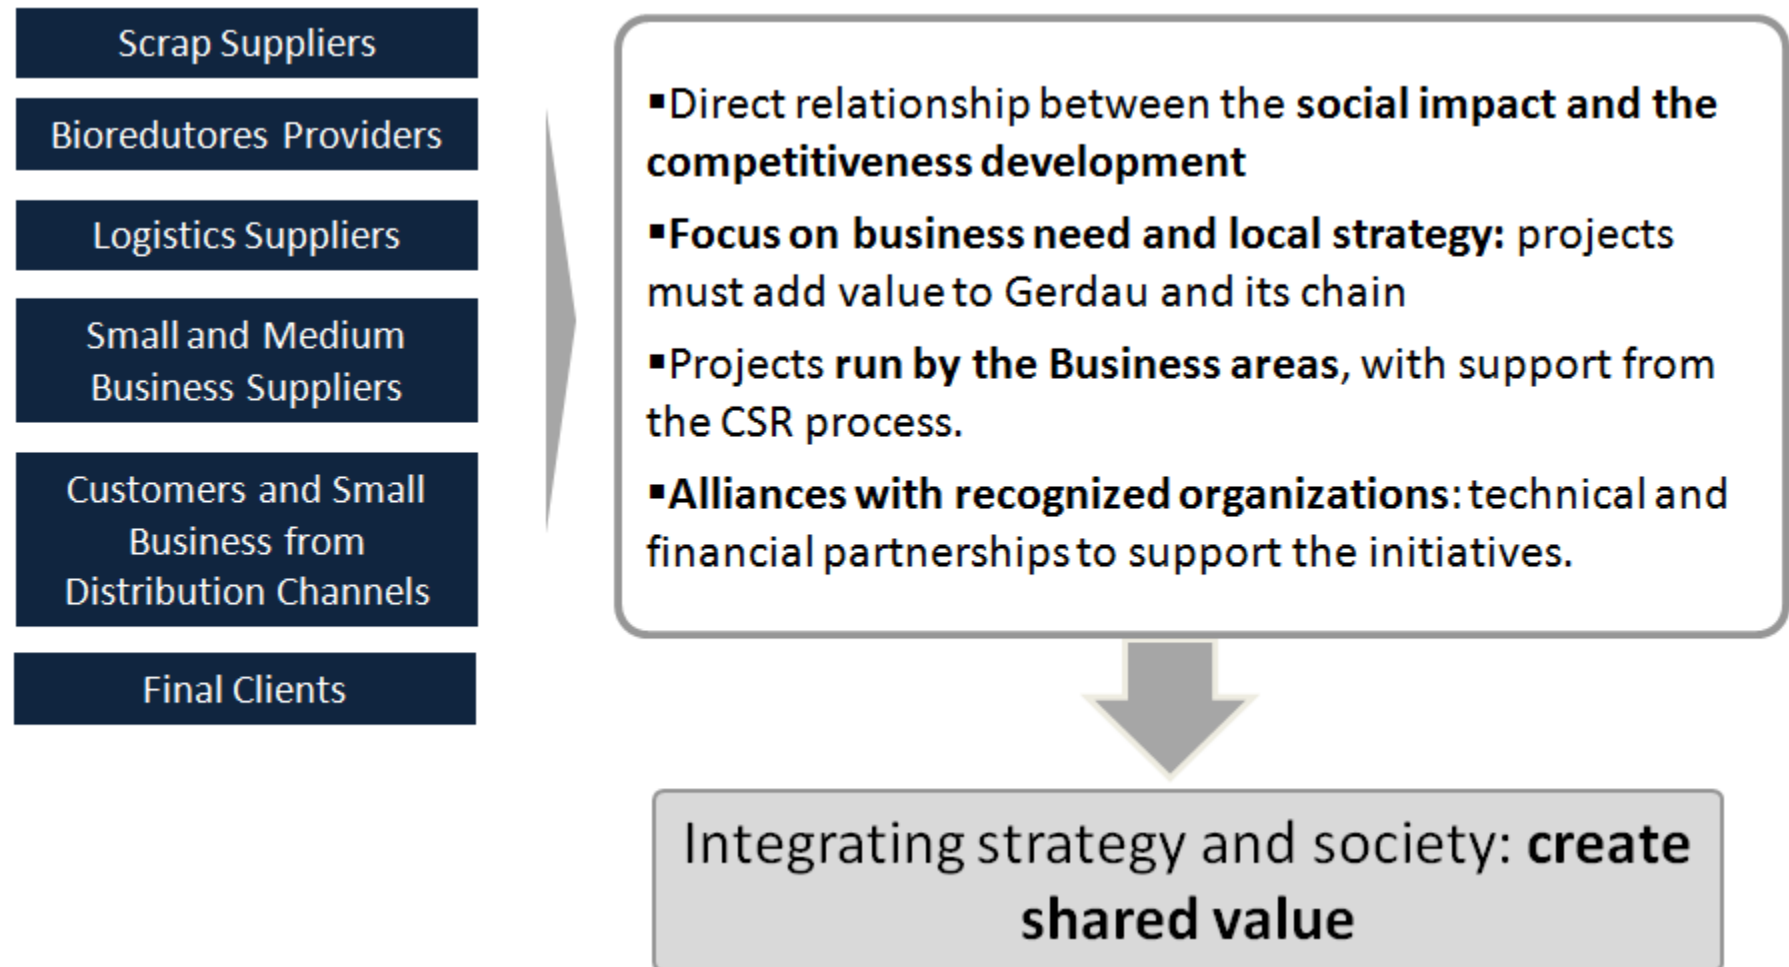 Scrap Suppliers
Bioredutores Providers
Logistics Suppliers
Small and Medium
Business Suppliers
Customers and Small
Business from
Distribution Channels
Final Clients
▪Direct relationship between the social impact and the
competitiveness development
▪Focus on business need and local strategy: projects
must add value to Gerdau and its chain
▪Projects run by the Business areas, with support from
the CSR process.
▪Alliances with recognized organizations: technical and
financial partnerships to support the initiatives.
Integrating strategy and society: create
shared value